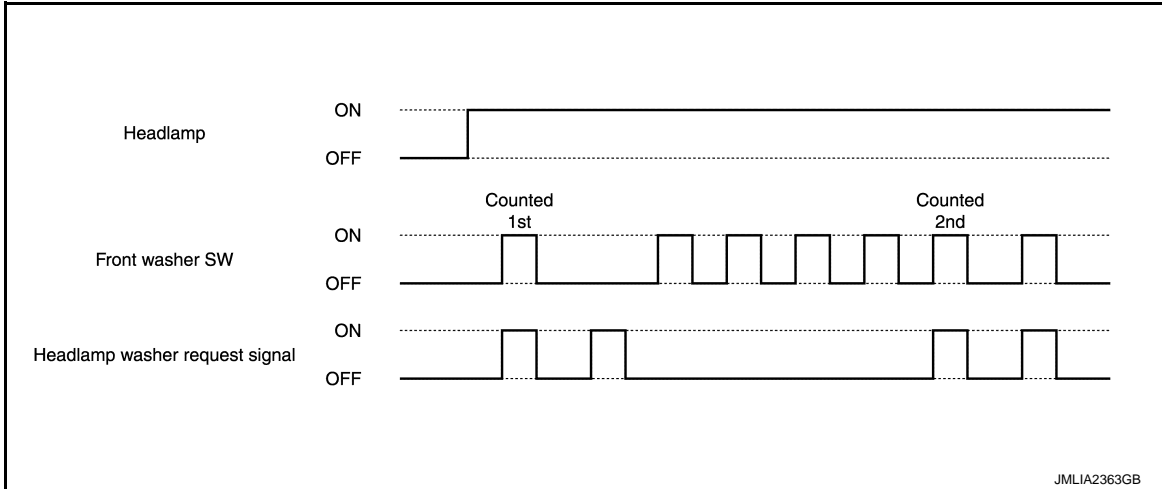 ON
Headlamp
OFF
Counted
1st
Counted
2nd
ON
Front washer SW
OFF
ON
Headlamp washer request signal
OFF
JMLIA2363GB